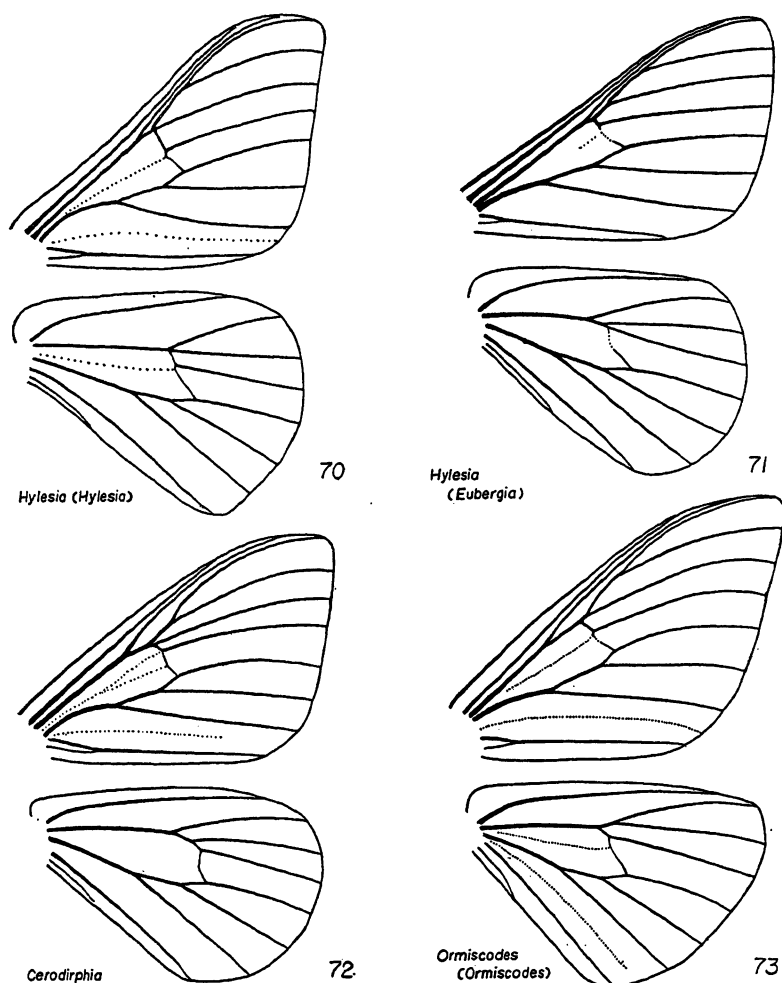 70
Hylesia (Hylesia)
71
Hylesia
(Eubergia)
72
Cerodirphia
73
Ormiscodes
(Ormiscodes)